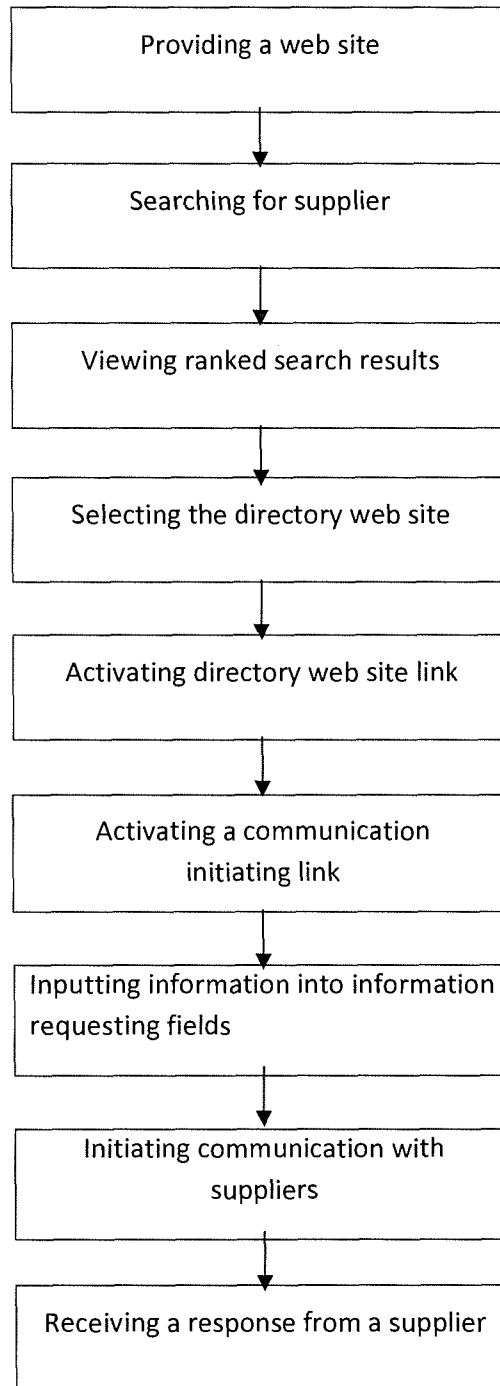 Providing a web site
Searching for supplier
Viewing ranked search results
Selecting the directory web site
Activating directory web site link
Activating a communication
initiating link
Inputting information into information
requesting fields
Initiating communication with
suppliers
Receiving a response from a supplier